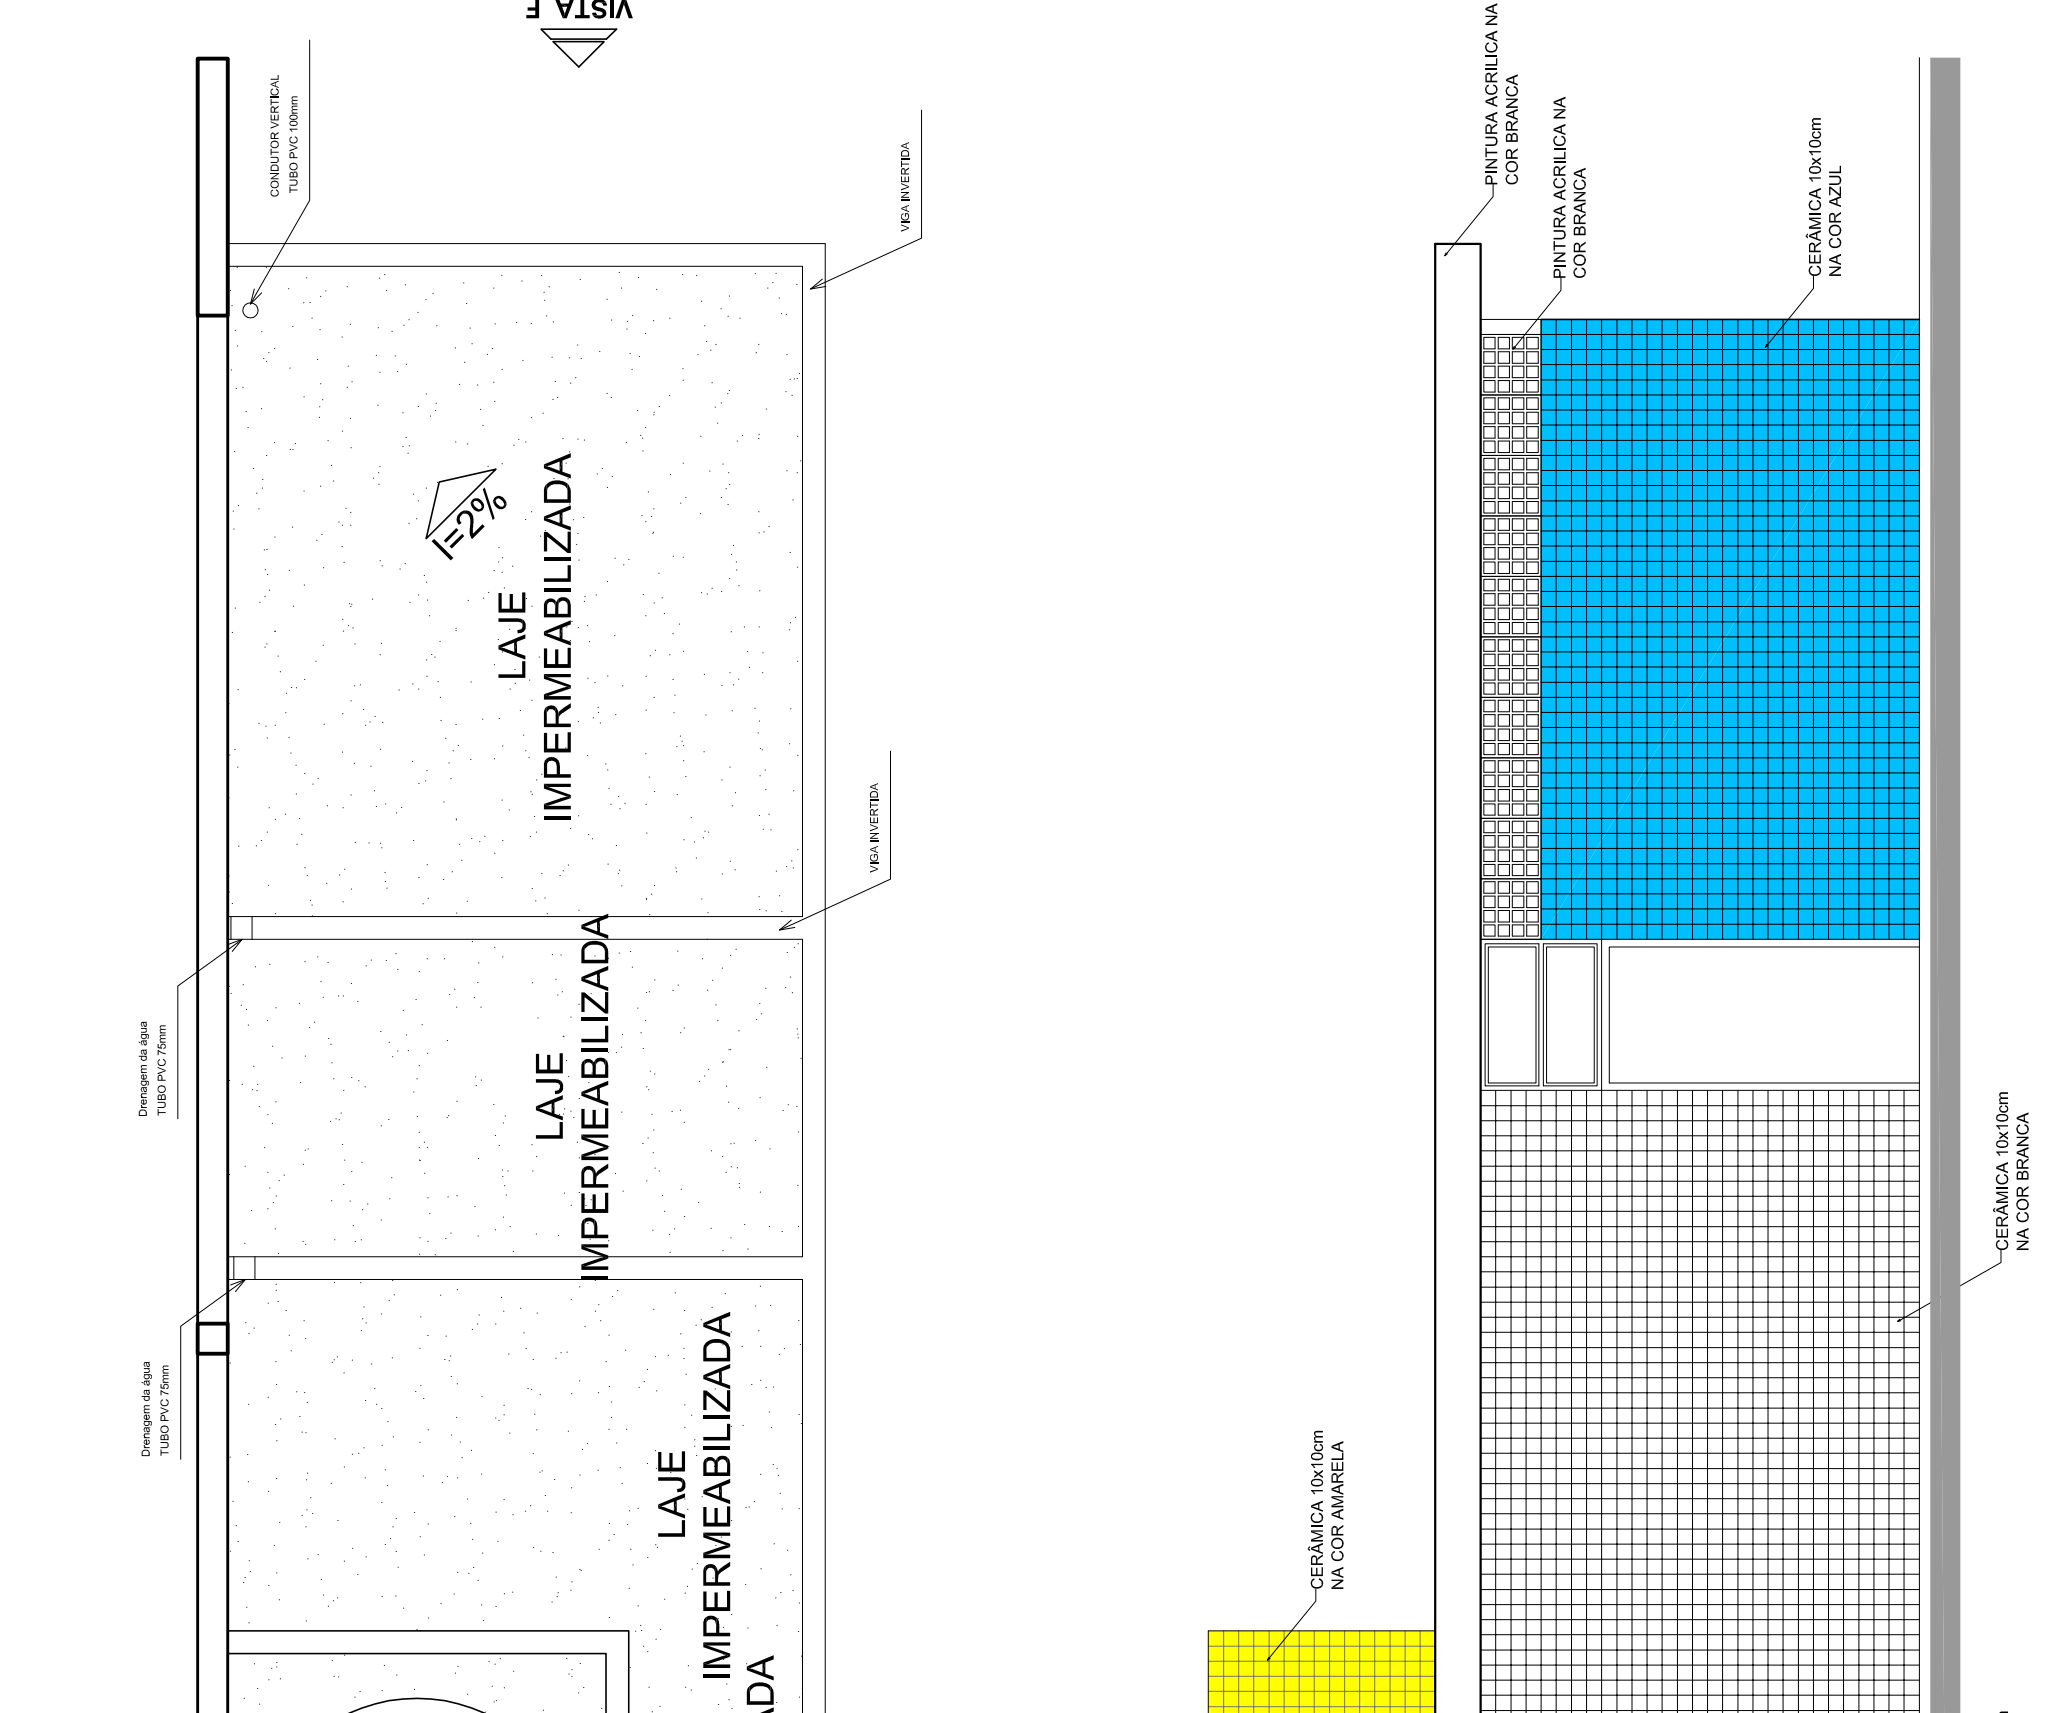 VISTA F
CONDUTOR VERTICAL
TUBO PVC 100mm
VIGA INVERTIDA
I=2%
LAJE
IMPERMEABILIZADA
VIGA INVERTIDA
Drenagem da água
TUBO PVC 75mm
LAJE
IMPERMEABILIZADA
Drenagem da água
TUBO PVC 75mm
LAJE
IMPERMEABILIZADA
ADA
PINTURA ACRILICA NA
COR BRANCA
PINTURA ACRILICA NA
COR BRANCA
CERÂMICA 10x10cm
NA COR AZUL
CERÂMICA 10x10cm
NA COR BRANCA
CERÂMICA 10x10cm
NA COR AMARELA